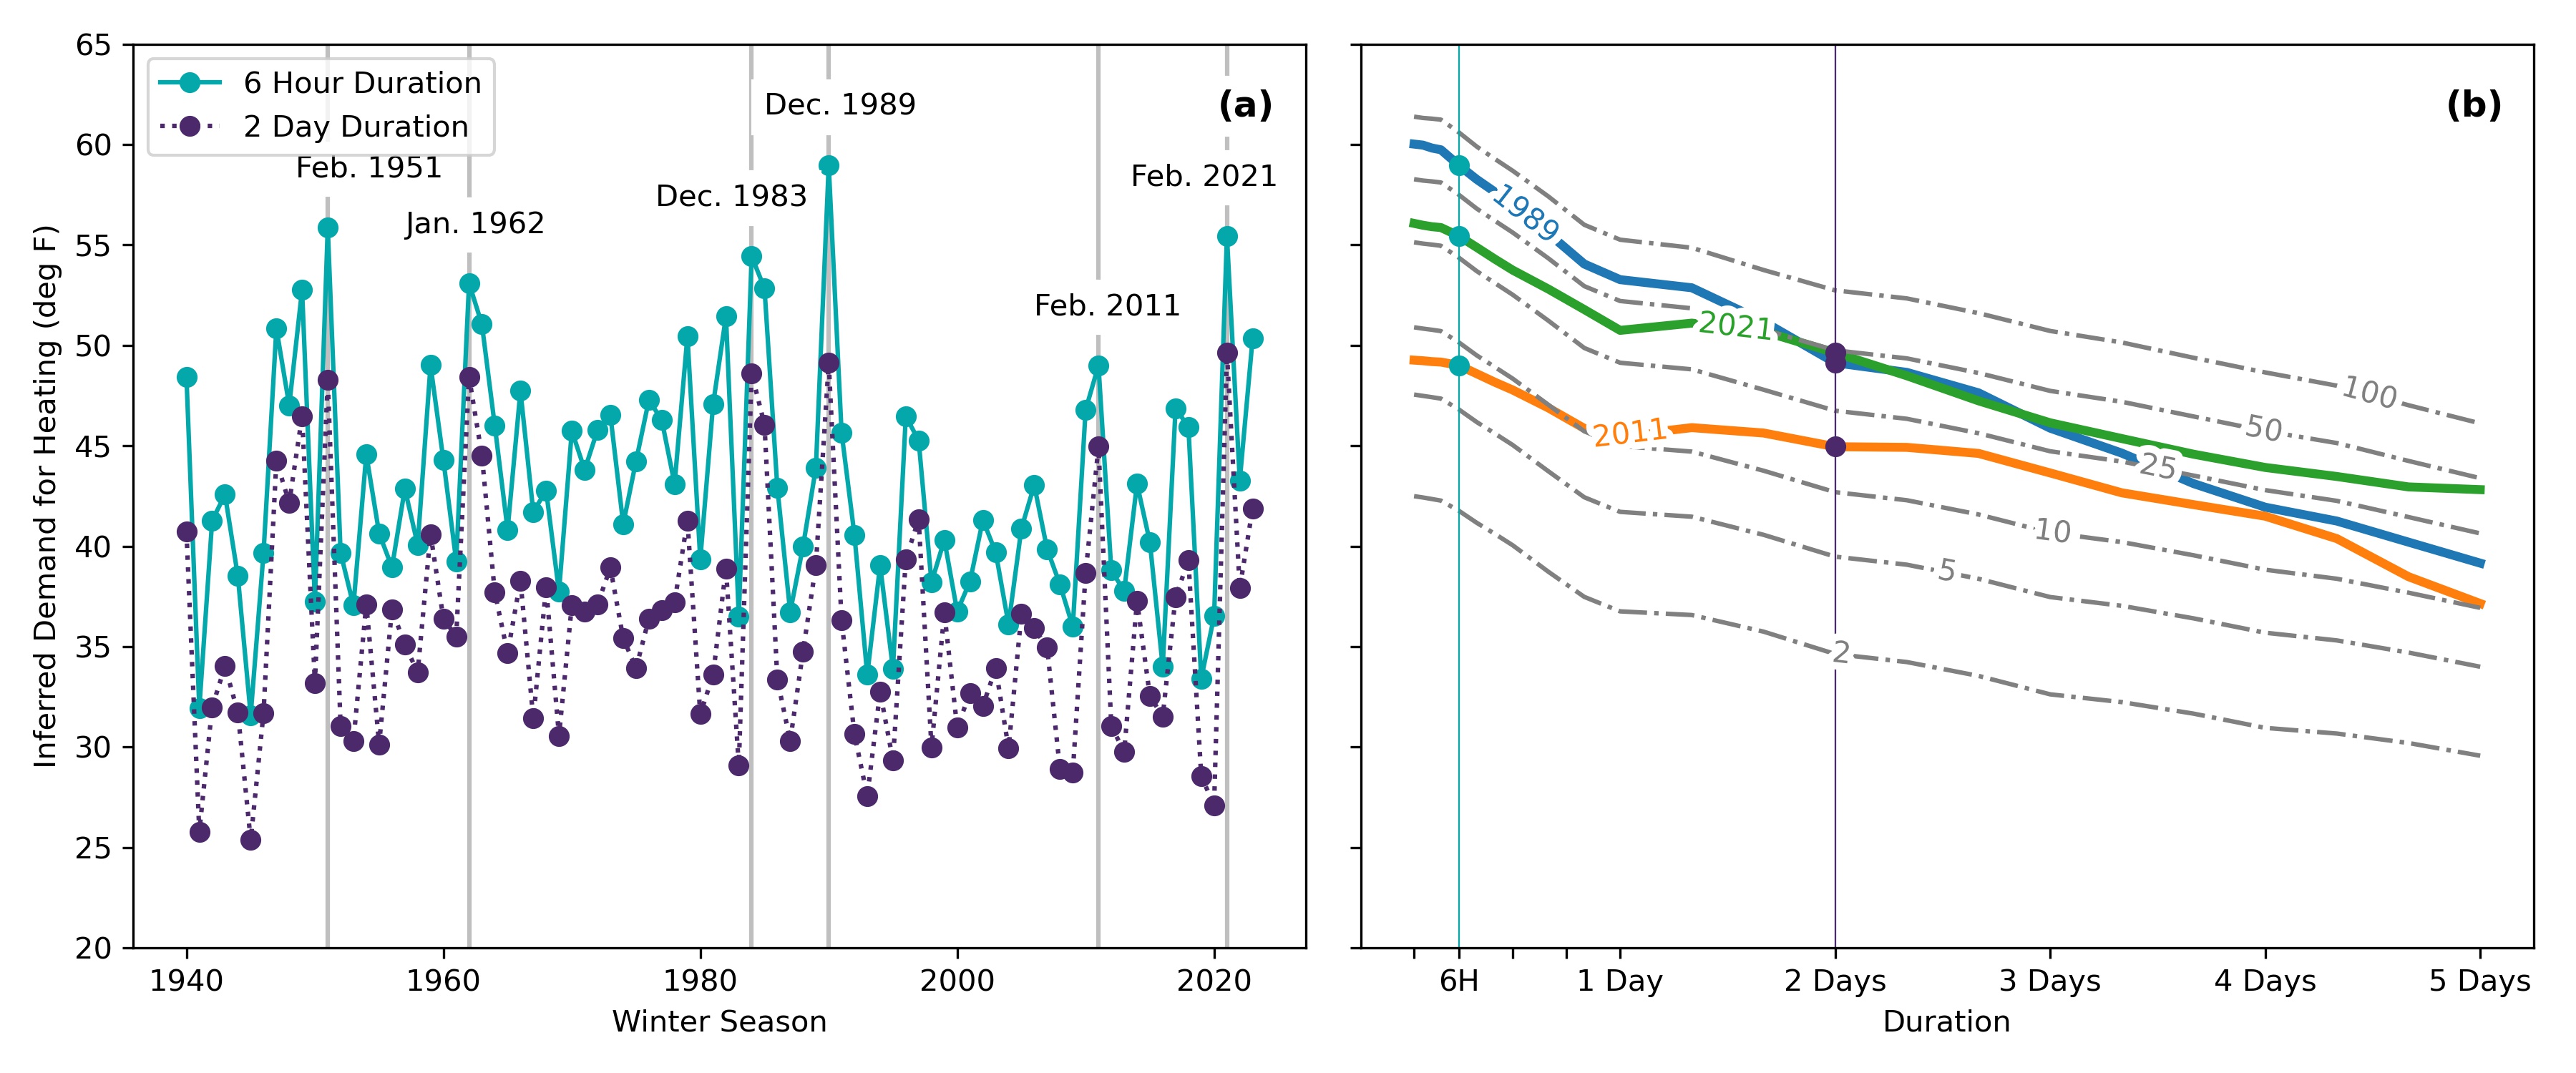 65
60
55
50
45
40
35
30
25
20
Inferred Demand for Heating (deg F)
6 Hour Duration
2 Day Duration
Feb. 1951
Jan. 1962
Dec. 1983
Dec. 1989
Feb. 2011
Feb. 2021
(a)
1940
1960
1980
2000
2020
Winter Season
(b)
1989
2021
2011
100
50
25
10
5
2
6H
1 Day
2 Days
3 Days
4 Days
5 Days
Duration